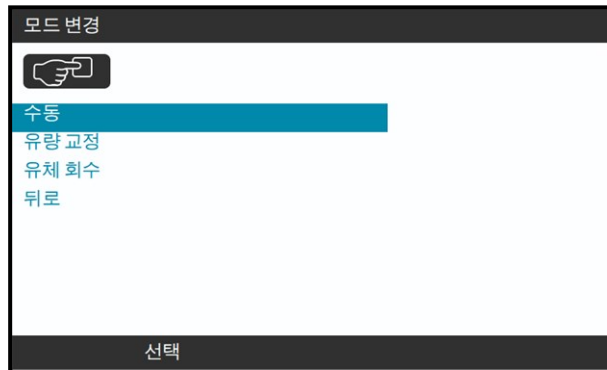 모드 변경
수동
유량 교정
유체 회수
뒤로
선택